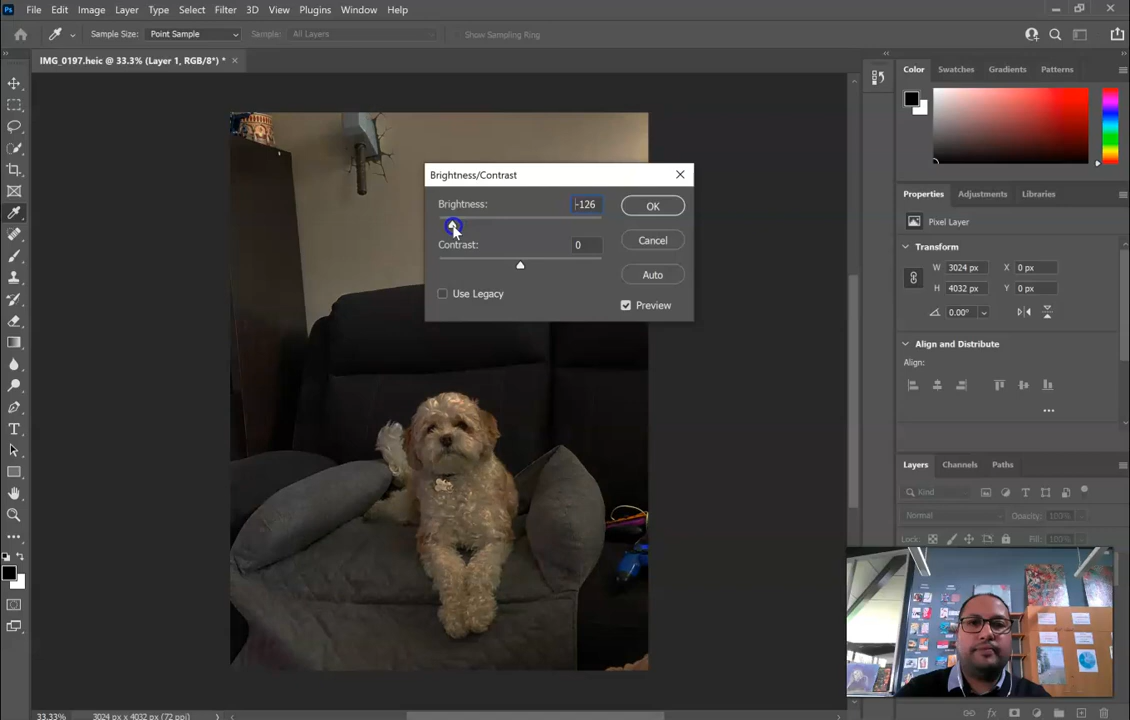 Ps File Edit Image Layer Type Select Filter 3D View Plugins Window Help
Sample Size: Point Sample Sample: All Layers Show Sampling Ring
IMG_0197.heic @ 33.3% (Layer 1, RGB/8*) * ×
Color Swatches Gradients Patterns
Brightness/Contrast
Brightness: -126 OK
Contrast: 0 Cancel
Auto
Use Legacy
Preview
Properties Adjustments Libraries
Pixel Layer
Transform
W 3024 px X 0 px
H 4032 px Y 0 px
0.00°
Align and Distribute
Align:
Layers Channels Paths
Kind
Normal Opacity: 100%
Lock: Fill: 100%
33.33% 3024 px x 4032 px (72 ppi)